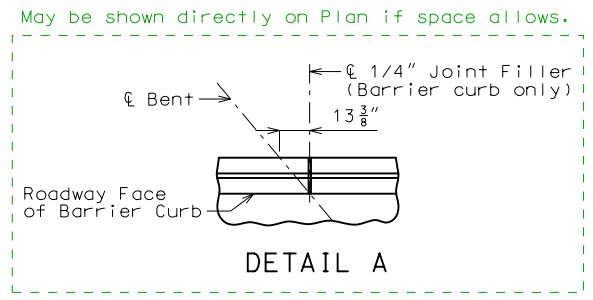 May be shown directly on Plan if space allows.
℄ 1/4" Joint Filler
(Barrier curb only)
℄ Bent
13 3/8"
Roadway Face
of Barrier Curb
DETAIL A